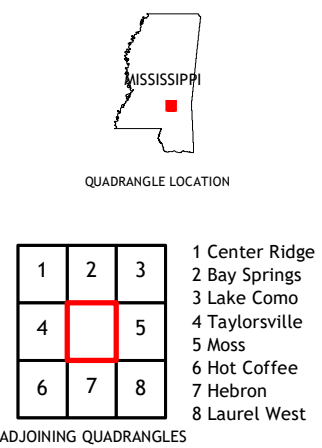 MISSISSIPPI
QUADRANGLE LOCATION
1 2 3
4 5
6 7 8
1 Center Ridge
2 Bay Springs
3 Lake Como
4 Taylorsville
5 Moss
6 Hot Coffee
7 Hebron
8 Laurel West
ADJOINING QUADRANGLES